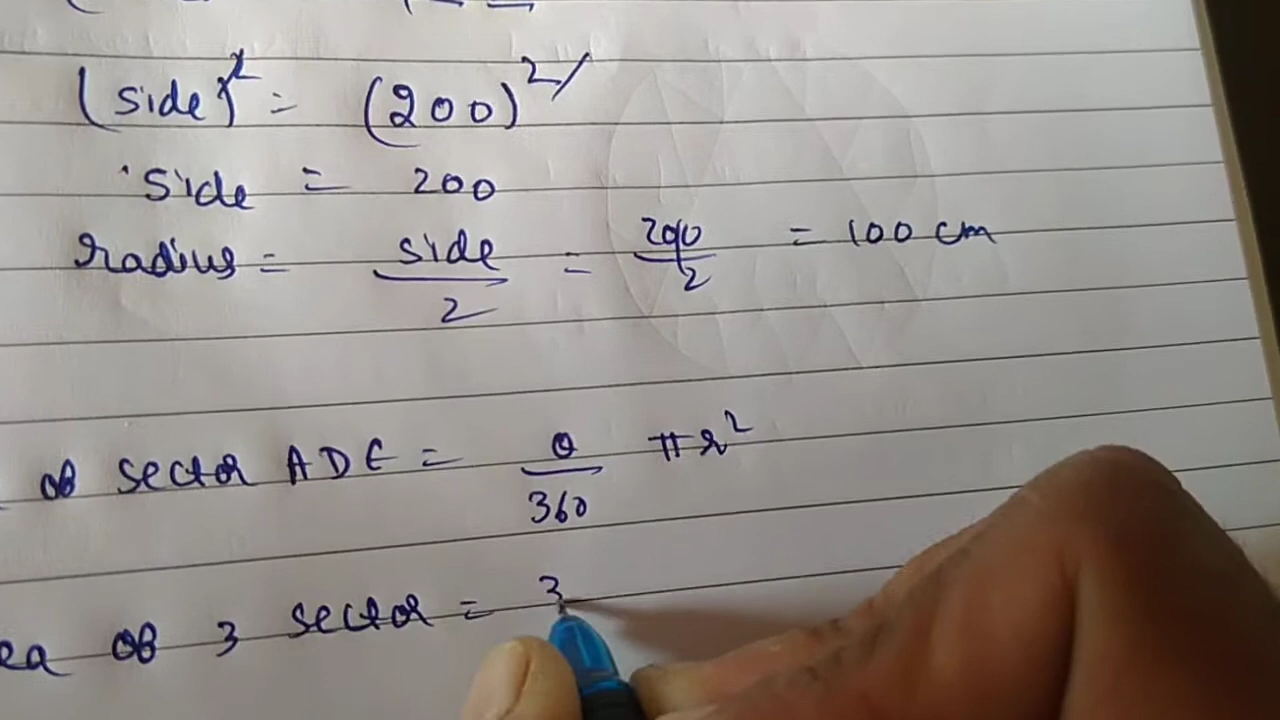 (side)² = (200)²
side = 200
radius = side/2 = 200/2 = 100 cm
of sector ADE = θ/360 πr²
ea of 3 sector = 3